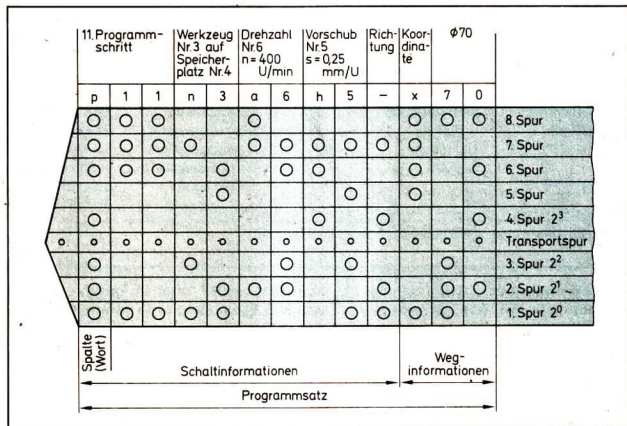 11. Programm-
schritt
Werkzeug
Nr.3 auf
Speicher-
platz Nr.4
Drehzahl
Nr.6
n=400
U/min
Vorschub
Nr.5
s=0,25
mm/U
Rich-
tung
Koor-
dina-
te
φ70
p 1 1 n 3 a 6 h 5 – x 7 0
8. Spur
7. Spur
6. Spur
5. Spur
4. Spur 2³
Transportspur
3. Spur 2²
2. Spur 2¹
1. Spur 2⁰
Spalte
(Wort)
Schaltinformationen
Weg-
informationen
Programmsatz